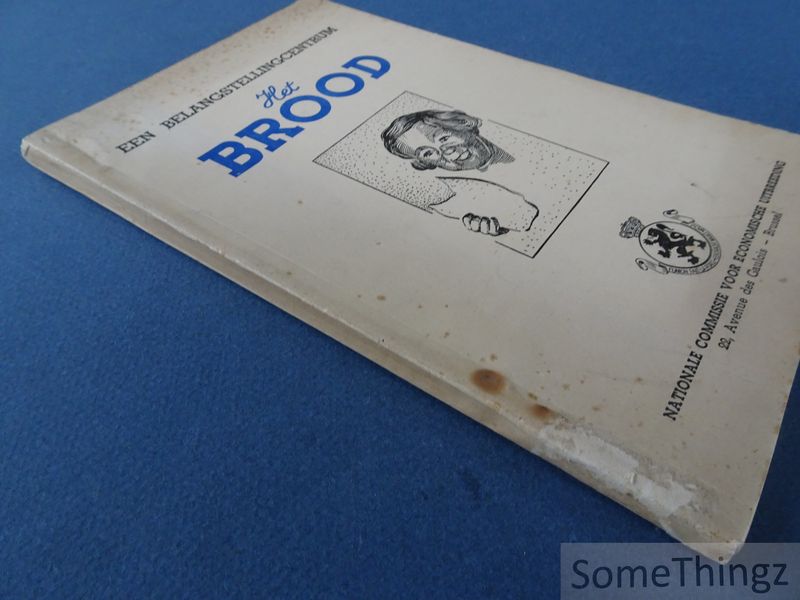 EEN BELANGSTELLINGCENTRUM
Het
BROOD
NATIONALE COMMISSIE VOOR ECONOMISCHE UITBREIDING
22, Avenue des Gaulois – Brussel
SomeThingz